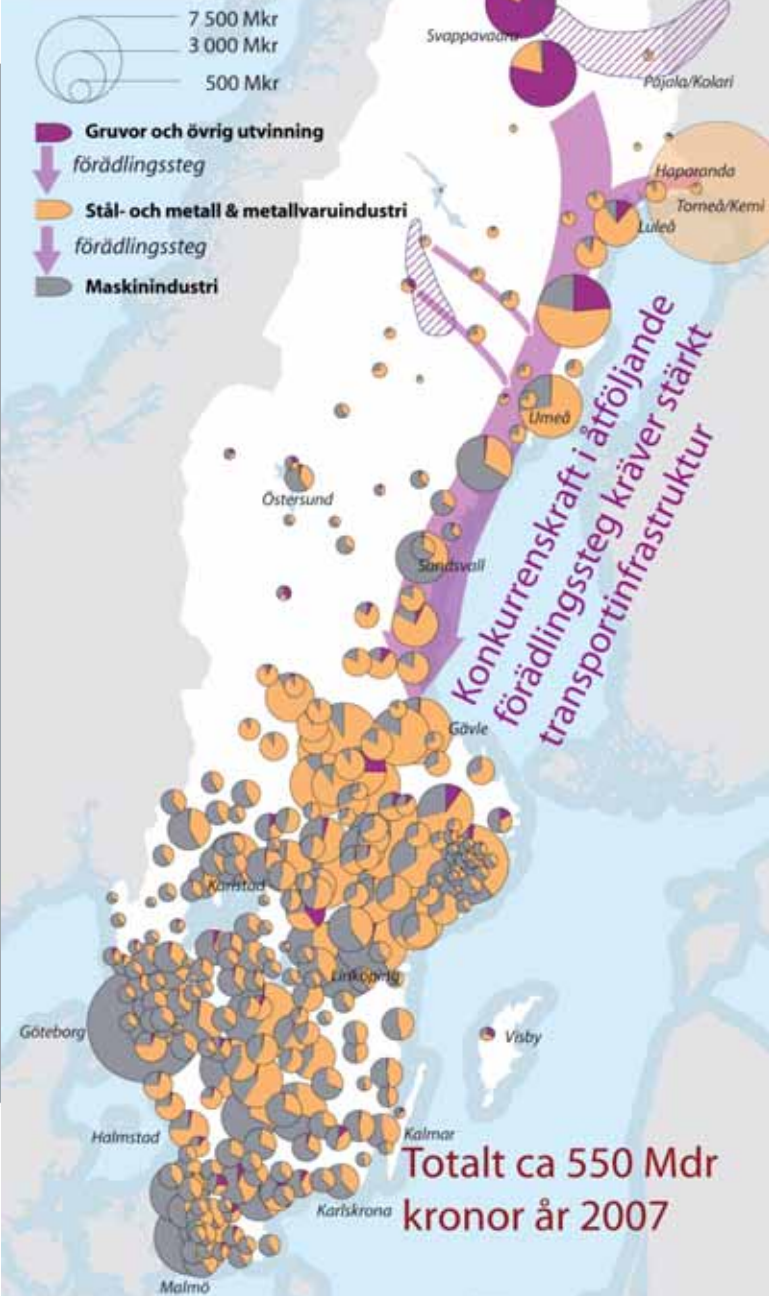 7 500 Mkr
3 000 Mkr
500 Mkr
Gruvor och övrig utvinning
förädlingssteg
Stål- och metall & metallvaruindustri
förädlingssteg
Maskinindustri
Svappavaara
Pajala/Kolari
Haparanda
Torneå/Kemi
Luleå
Umeå
Östersund
Sundsvall
Konkurrenskraft i åtföljande
förädlingssteg kräver stärkt
transportinfrastruktur
Gävle
Karlstad
Linköping
Göteborg
Visby
Halmstad
Kalmar
Totalt ca 550 Mdr
kronor år 2007
Karlskrona
Malmö